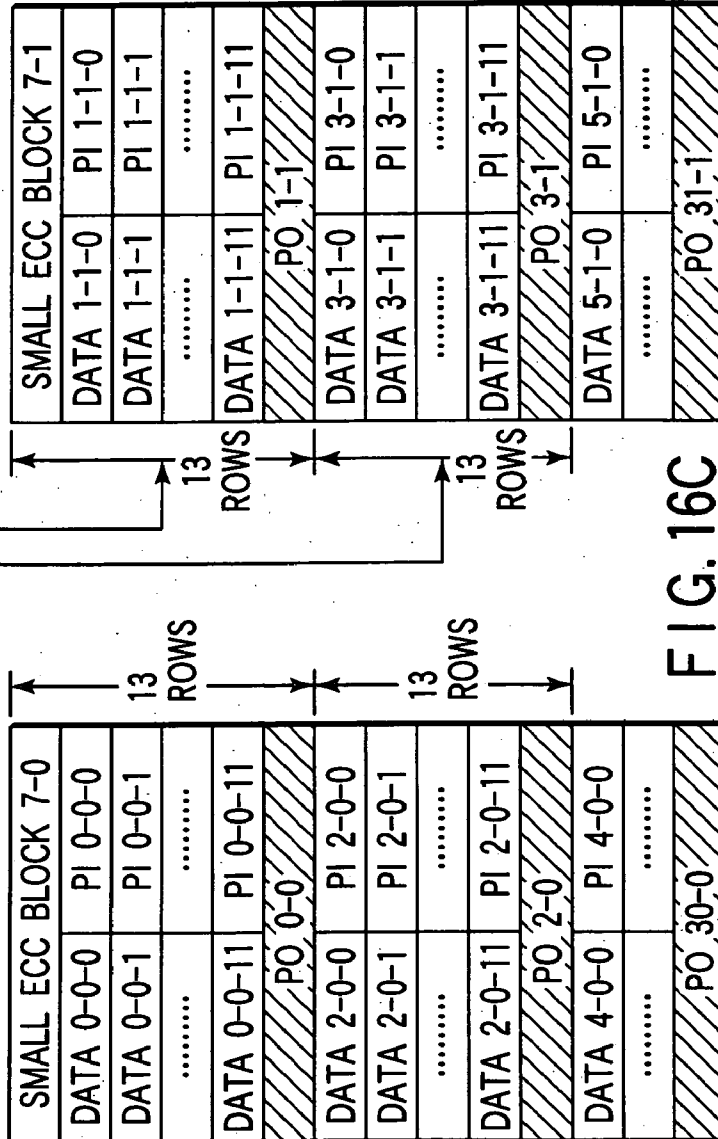 SMALL ECC BLOCK 7-0
DATA 0-0-0 PI 0-0-0
DATA 0-0-1 PI 0-0-1
......... .........
DATA 0-0-11 PI 0-0-11
PO 0-0
DATA 2-0-0 PI 2-0-0
DATA 2-0-1 PI 2-0-1
......... .........
DATA 2-0-11 PI 2-0-11
PO 2-0
DATA 4-0-0 PI 4-0-0
......... .........
PO 30-0
13
ROWS
13
ROWS
SMALL ECC BLOCK 7-1
DATA 1-1-0 PI 1-1-0
DATA 1-1-1 PI 1-1-1
......... .........
DATA 1-1-11 PI 1-1-11
PO 1-1
DATA 3-1-0 PI 3-1-0
DATA 3-1-1 PI 3-1-1
......... .........
DATA 3-1-11 PI 3-1-11
PO 3-1
DATA 5-1-0 PI 5-1-0
......... .........
PO 31-1
13
ROWS
13
ROWS
FIG. 16C